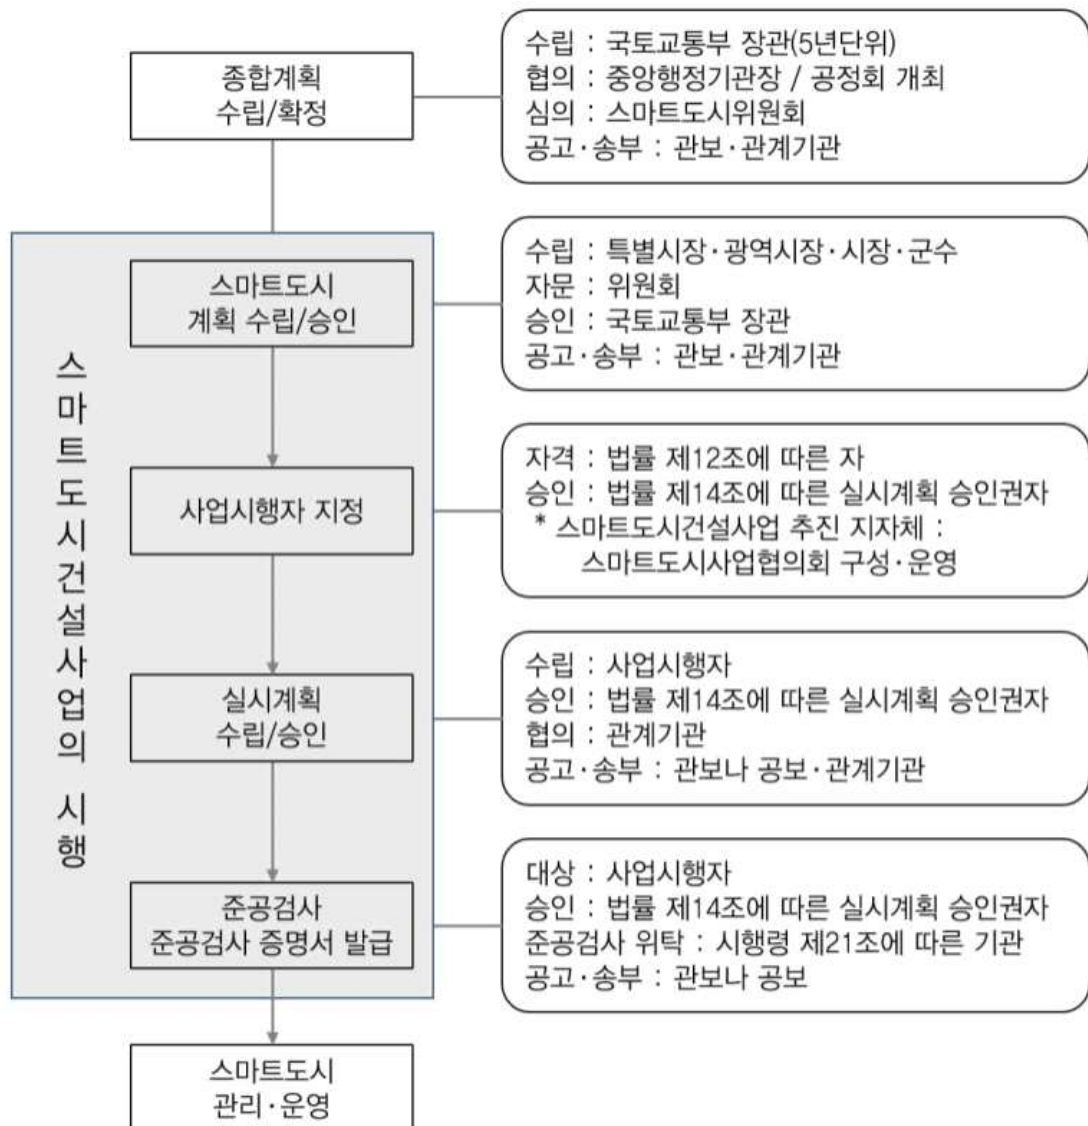 종합계획
수립/확정
수립 : 국토교통부 장관(5년단위)
협의 : 중앙행정기관장 / 공정회 개최
심의 : 스마트도시위원회
공고·송부 : 관보·관계기관
스마트도시건설사업의 시행
스마트도시
계획 수립/승인
수립 : 특별시장·광역시장·시장·군수
자문 : 위원회
승인 : 국토교통부 장관
공고·송부 : 관보·관계기관
사업시행자 지정
자격 : 법률 제12조에 따른 자
승인 : 법률 제14조에 따른 실시계획 승인권자
* 스마트도시건설사업 추진 지자체 :
스마트도시사업협의회 구성·운영
실시계획
수립/승인
수립 : 사업시행자
승인 : 법률 제14조에 따른 실시계획 승인권자
협의 : 관계기관
공고·송부 : 관보나 공보·관계기관
준공검사
준공검사 증명서 발급
대상 : 사업시행자
승인 : 법률 제14조에 따른 실시계획 승인권자
준공검사 위탁 : 시행령 제21조에 따른 기관
공고·송부 : 관보나 공보
스마트도시
관리·운영